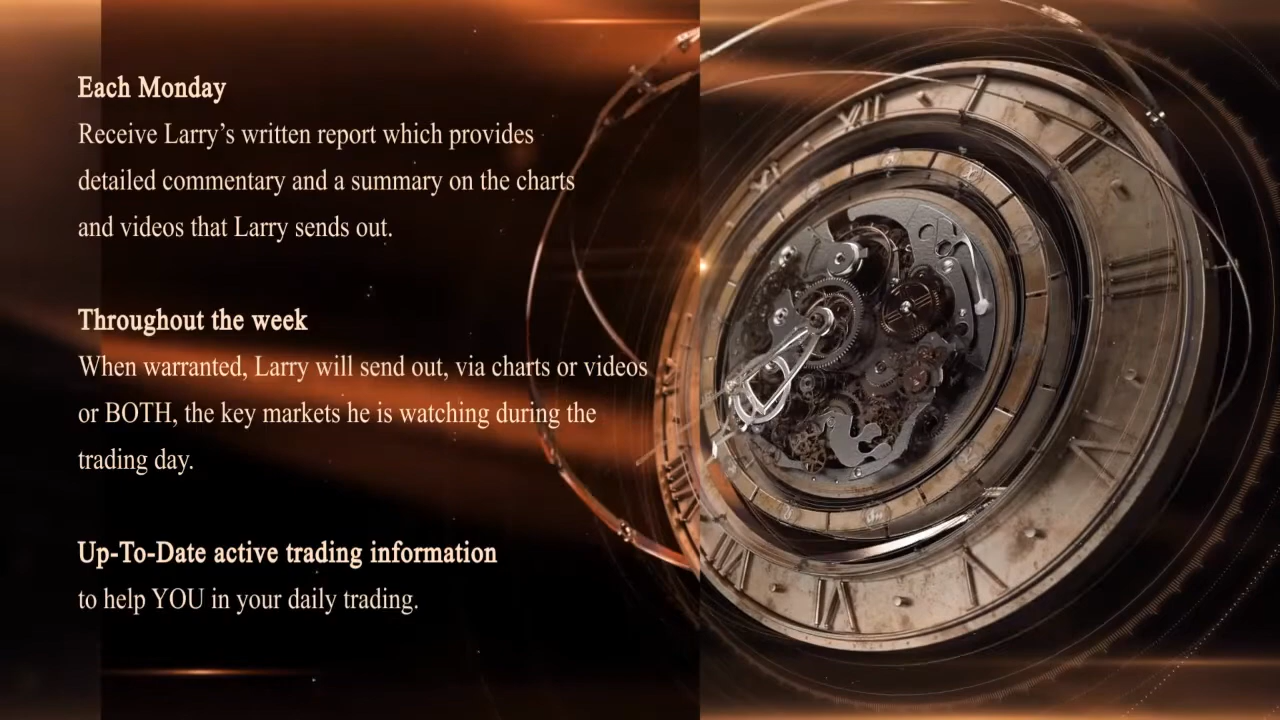 Each Monday
Receive Larry’s written report which provides
detailed commentary and a summary on the charts
and videos that Larry sends out.
Throughout the week
When warranted, Larry will send out, via charts or videos
or BOTH, the key markets he is watching during the
trading day.
Up-To-Date active trading information
to help YOU in your daily trading.